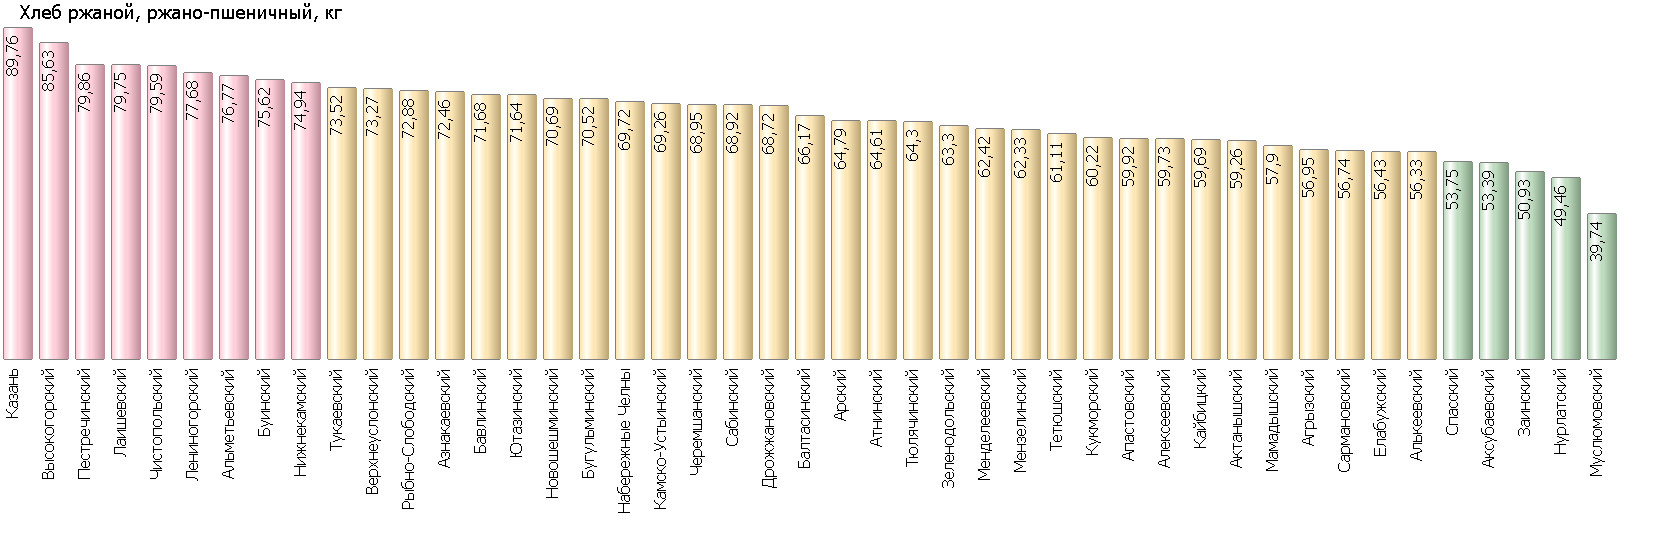 Хлеб ржаной, ржано-пшеничный, кг
89,76
85,63
79,86
79,75
79,59
77,68
76,77
75,62
74,94
73,52
73,27
72,88
72,46
71,68
71,64
70,69
70,52
69,72
69,26
68,95
68,92
68,72
66,17
64,79
64,61
64,3
63,3
62,42
62,33
61,11
60,22
59,92
59,73
59,69
59,26
57,9
56,95
56,74
56,43
56,33
53,75
53,39
50,93
49,46
39,74
Казань
Высокогорский
Пестречинский
Лаишевский
Чистопольский
Лениногорский
Альметьевский
Буинский
Нижнекамский
Тукаевский
Верхнеуслонский
Рыбно-Слободский
Азнакаевский
Бавлинский
Ютазинский
Новошешминский
Бугульминский
Набережные Челны
Камско-Устьинский
Черемшанский
Сабинский
Дрожжановский
Балтасинский
Арский
Атнинский
Тюлячинский
Зеленодольский
Менделеевский
Мензелинский
Тетюшский
Кукморский
Апастовский
Алексеевский
Кайбицкий
Актанышский
Мамадышский
Агрызский
Сармановский
Елабужский
Алькеевский
Спасский
Аксубаевский
Заинский
Нурлатский
Муслюмовский